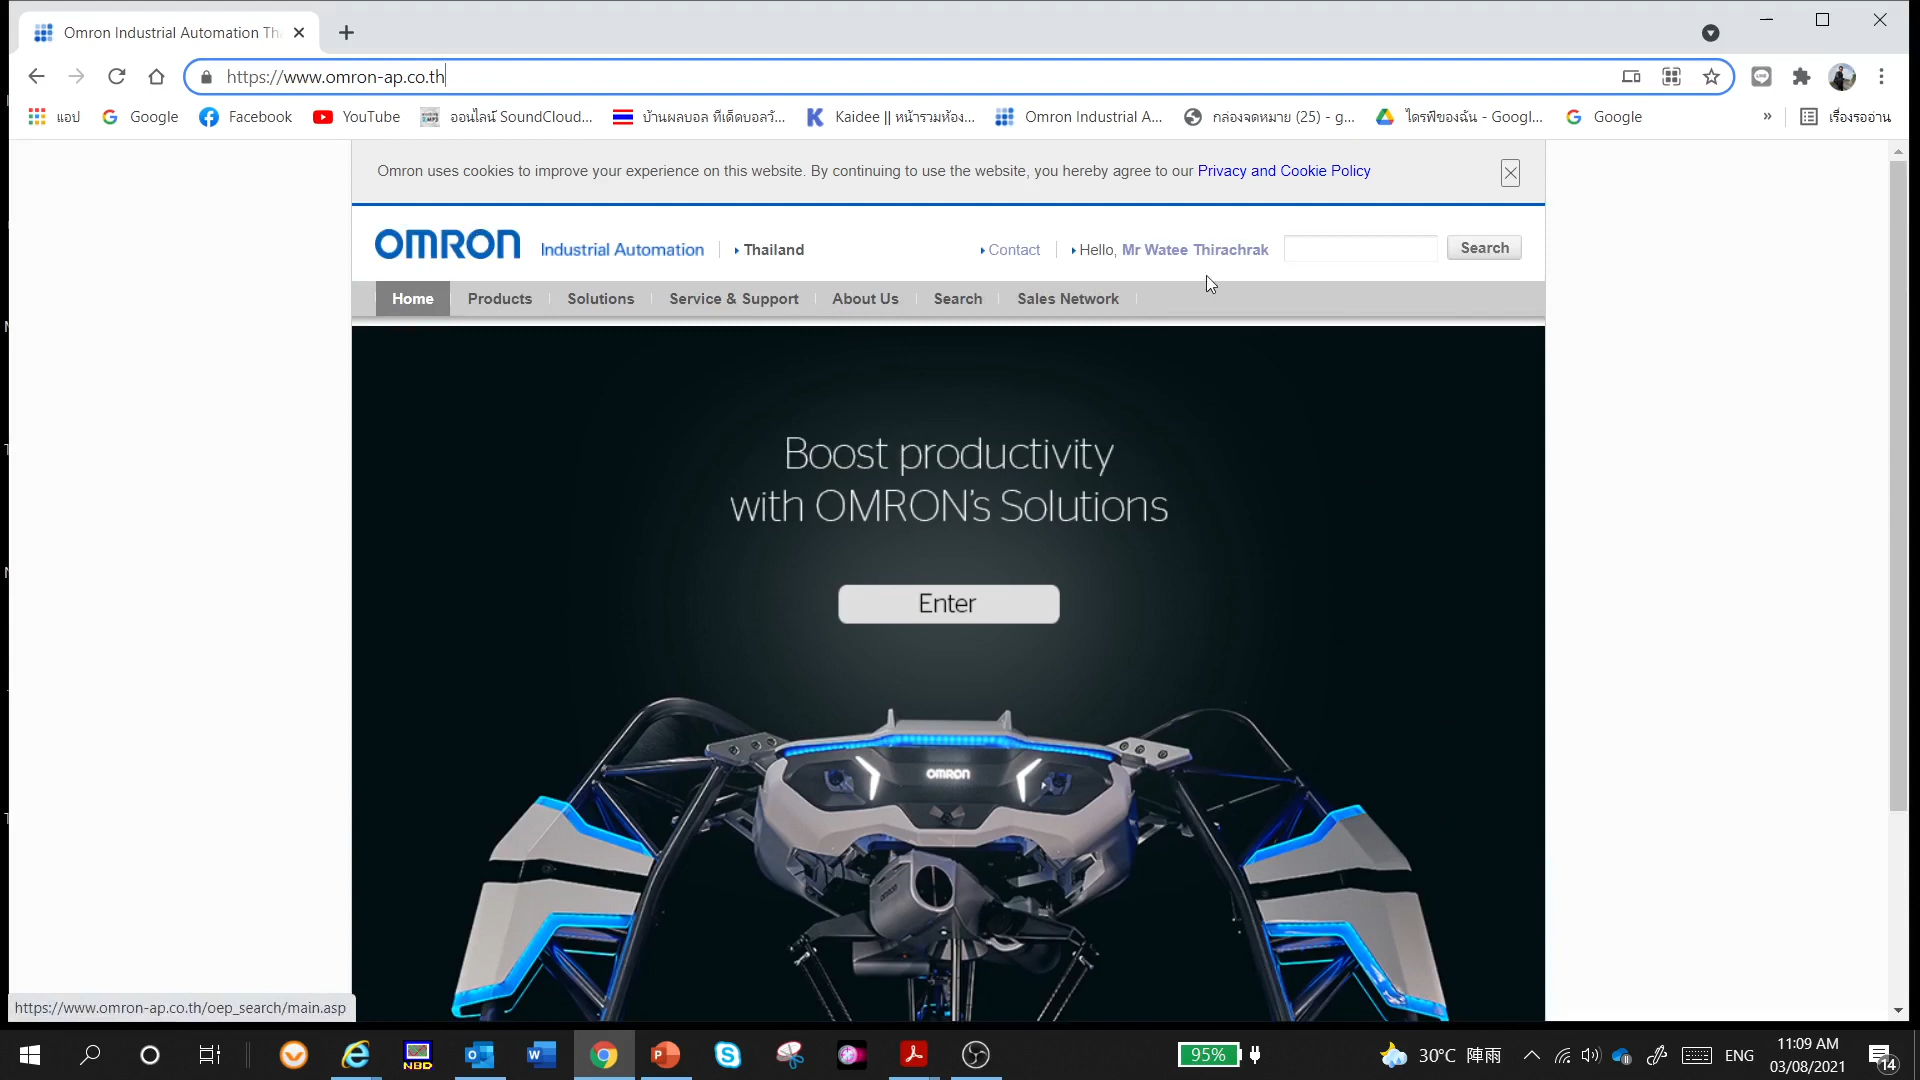 Omron Industrial Automation Th
https://www.omron-ap.co.th
แอป
Google
Facebook
YouTube
ออนไลน์ SoundCloud...
บ้านผลบอล ทีเด็ดบอลวั...
Kaidee || หน้ารวมห้อง...
Omron Industrial A...
กล่องจดหมาย (25) - g...
ไดรฟ์ของฉัน - Googl...
Google
»
เรื่องรออ่าน
Omron uses cookies to improve your experience on this website. By continuing to use the website, you hereby agree to our Privacy and Cookie Policy
OMRON
Industrial Automation
Thailand
Contact
Hello, Mr Watee Thirachrak
Search
Home
Products
Solutions
Service & Support
About Us
Search
Sales Network
Boost productivity
with OMRON's Solutions
Enter
OMRON
https://www.omron-ap.co.th/oep_search/main.asp
NBD
95%
30°C 陣雨
ENG
11:09 AM
03/08/2021
14